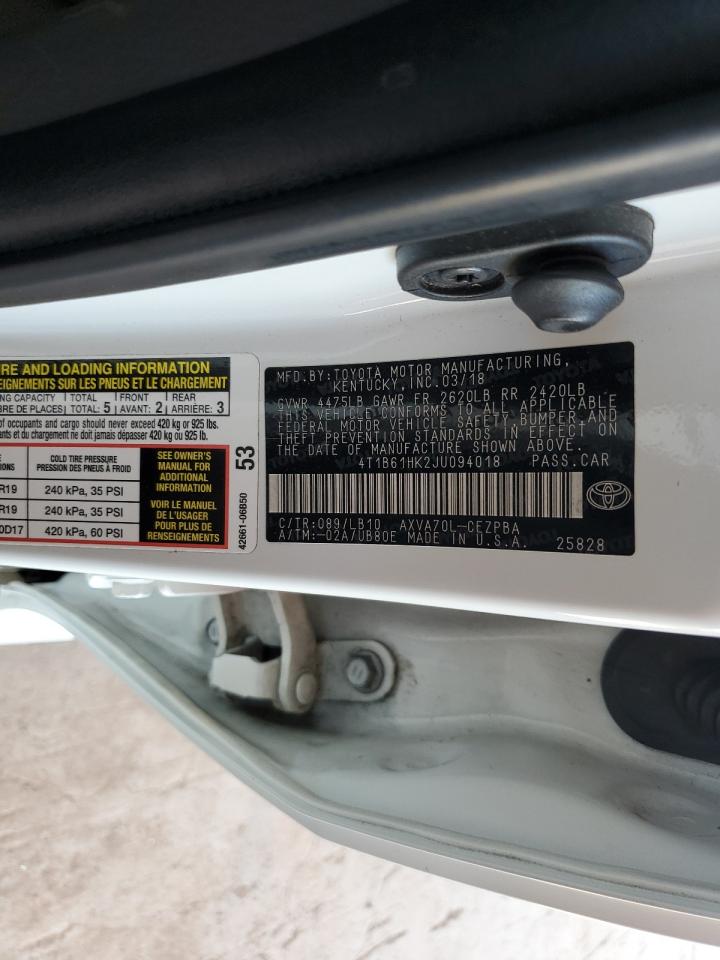 RE AND LOADING INFORMATION
EIGNEMENTS SUR LES PNEUS ET LE CHARGEMENT
NG CAPACITY TOTAL FRONT REAR
BRE DE PLACES TOTAL: 5 AVANT: 2 ARRIÈRE: 3
of occupants and cargo should never exceed 420 kg or 925 lbs.
ants et du chargement ne doit jamais dépasser 420 kg ou 925 lb.
COLD TIRE PRESSURE
IONS PRESSION DES PNEUS À FROID
R19 240 kPa, 35 PSI
R19 240 kPa, 35 PSI
0D17 420 kPa, 60 PSI
SEE OWNER'S
MANUAL FOR
ADDITIONAL
INFORMATION
VOIR LE MANUEL
DE L'USAGER
POUR PLUS DE
RENSEIGNEMENTS
53
42661-06B50
MFD.BY:TOYOTA MOTOR MANUFACTURING,
KENTUCKY,INC.03/18
GVWR 4475LB GAWR FR 2620LB RR 2420LB
THIS VEHICLE CONFORMS TO ALL APPLICABLE
FEDERAL MOTOR VEHICLE SAFETY,BUMPER,AND
THEFT PREVENTION STANDARDS IN EFFECT ON
THE DATE OF MANUFACTURE SHOWN ABOVE.
4T1B61HK2JU094018 PASS.CAR
C/TR:089/LB10 AXVA70L-CEZPBA
A/TM:-02A/UB80E MADE IN U.S.A. 25828